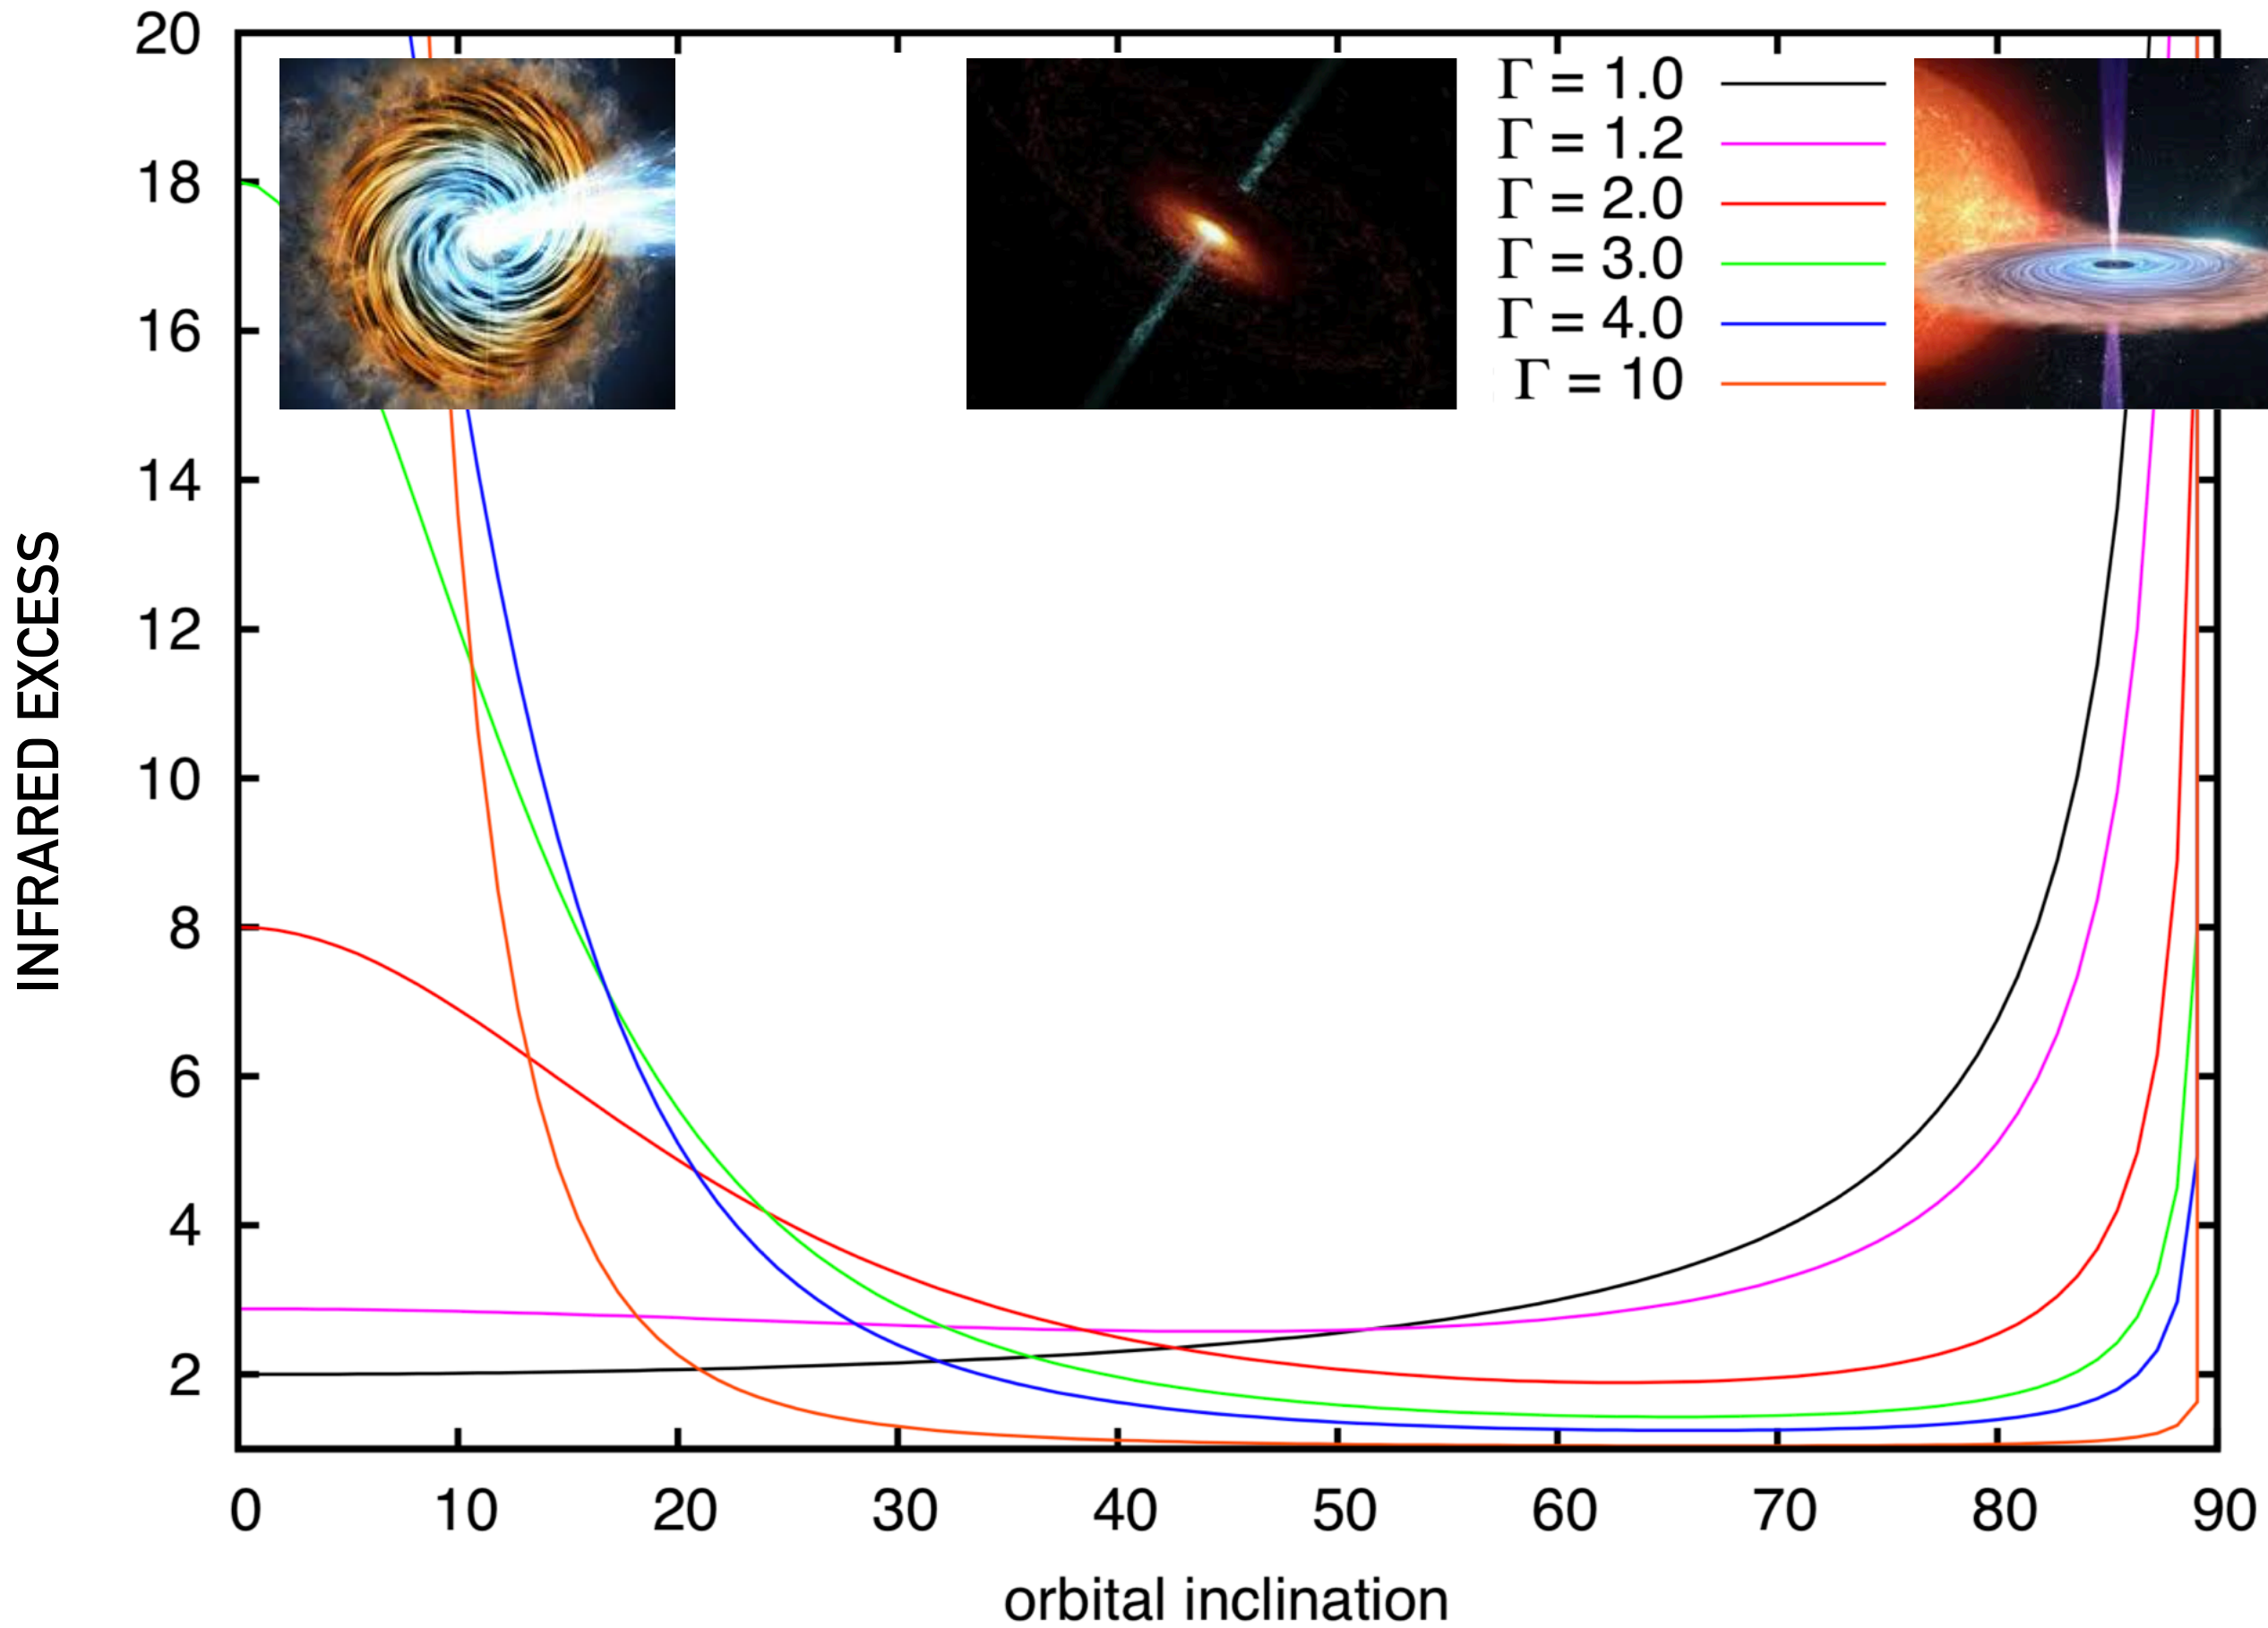 20
18
16
14
12
10
8
6
4
2
INFRARED EXCESS
Γ = 1.0
Γ = 1.2
Γ = 2.0
Γ = 3.0
Γ = 4.0
Γ = 10
0 10 20 30 40 50 60 70 80 90
orbital inclination